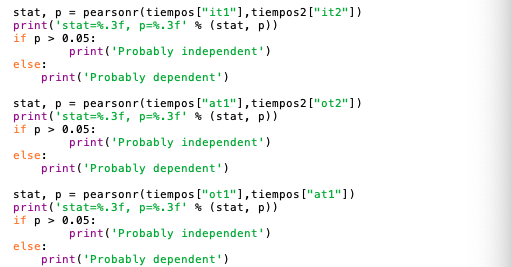 stat, p = pearsonr(tiempos["it1"],tiempos2["it2"])
print('stat=%.3f, p=%.3f' % (stat, p))
if p > 0.05:
        print('Probably independent')
else:
    print('Probably dependent')

stat, p = pearsonr(tiempos["at1"],tiempos2["ot2"])
print('stat=%.3f, p=%.3f' % (stat, p))
if p > 0.05:
        print('Probably independent')
else:
    print('Probably dependent')

stat, p = pearsonr(tiempos["ot1"],tiempos["at1"])
print('stat=%.3f, p=%.3f' % (stat, p))
if p > 0.05:
        print('Probably independent')
else:
    print('Probably dependent')